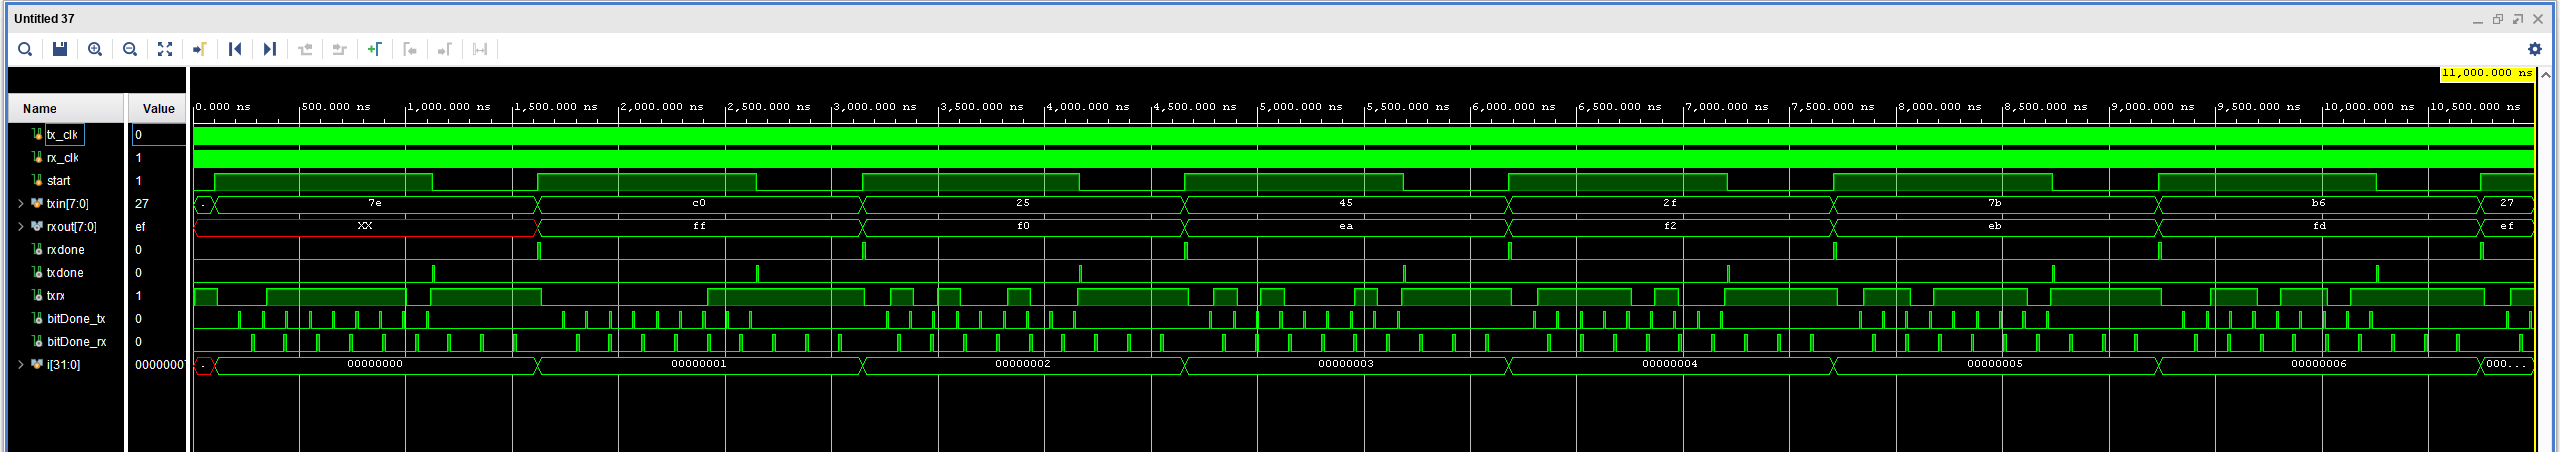 Untitled 37
11,000.000 ns
Name Value 0.000 ns 500.000 ns 1,000.000 ns 1,500.000 ns 2,000.000 ns 2,500.000 ns 3,000.000 ns 3,500.000 ns 4,000.000 ns 4,500.000 ns 5,000.000 ns 5,500.000 ns 6,000.000 ns 6,500.000 ns 7,000.000 ns 7,500.000 ns 8,000.000 ns 8,500.000 ns 9,000.000 ns 9,500.000 ns 10,000.000 ns 10,500.000 ns
tx_clk 0
rx_clk 1
start 1
txin[7:0] 27 . 7e c0 25 45 2f 7b b6 27
rxout[7:0] ef XX ff f0 ea f2 eb fd ef
rxdone 0
txdone 0
txrx 1
bitDone_tx 0
bitDone_rx 0
i[31:0] 0000000 . 00000000 00000001 00000002 00000003 00000004 00000005 00000006 000...